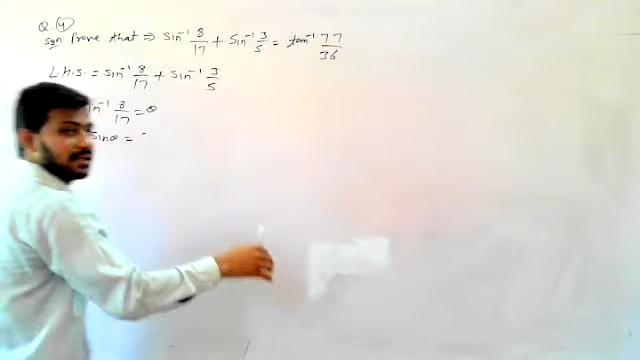 Q. 4
Soln Prove that ⇒ sin⁻¹ 8/17 + sin⁻¹ 3/5 = tan⁻¹ 77/36
L.H.S. = sin⁻¹ 8/17 + sin⁻¹ 3/5
in⁻¹ 8/17 = θ
sinθ =